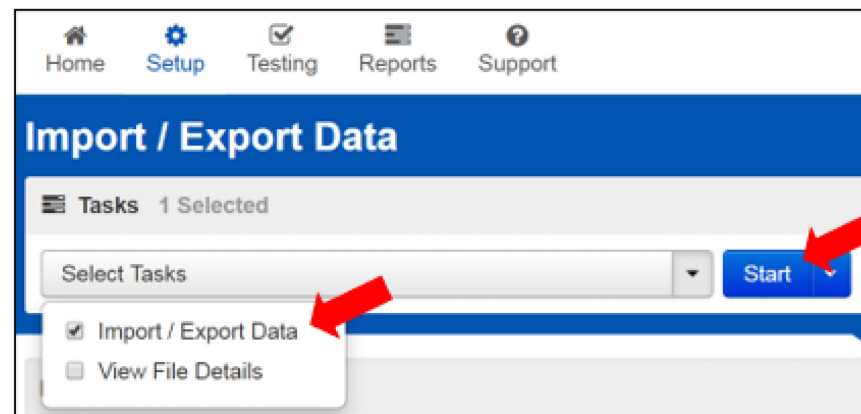 Home Setup Testing Reports Support
Import / Export Data
Tasks 1 Selected
Select Tasks Start
Import / Export Data
View File Details